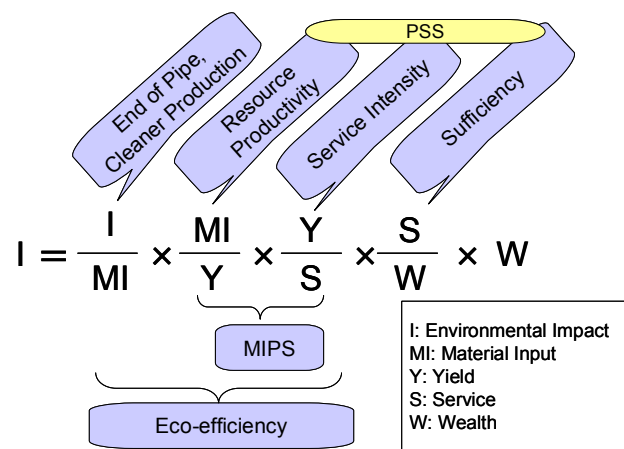 PSS
End of Pipe,
Cleaner Production
Resource
Productivity
Service Intensity
Sufficiency
I = I/MI × MI/Y × Y/S × S/W × W
MIPS
Eco-efficiency
I: Environmental Impact
MI: Material Input
Y: Yield
S: Service
W: Wealth